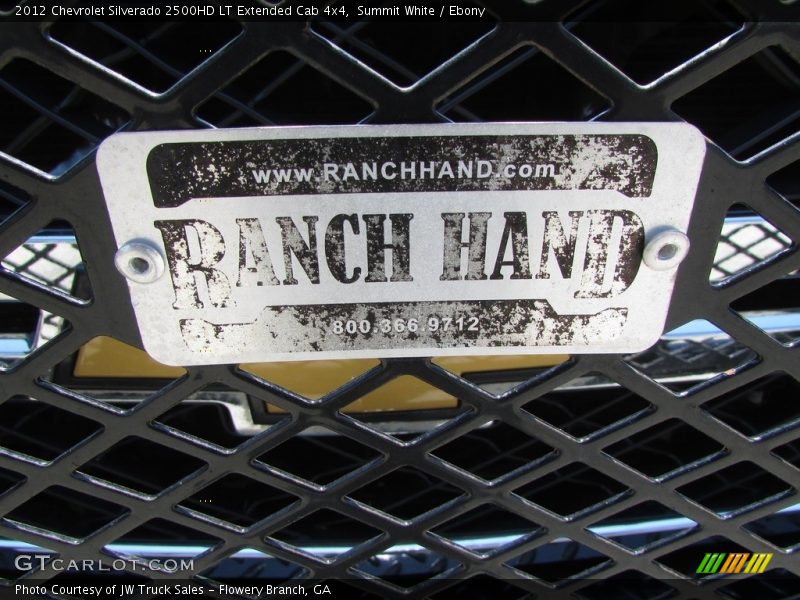 2012 Chevrolet Silverado 2500HD LT Extended Cab 4x4, Summit White / Ebony
www.RANCHHAND.com
RANCH HAND
800.366.9712
GTCARLOT.COM
Photo Courtesy of JW Truck Sales - Flowery Branch, GA